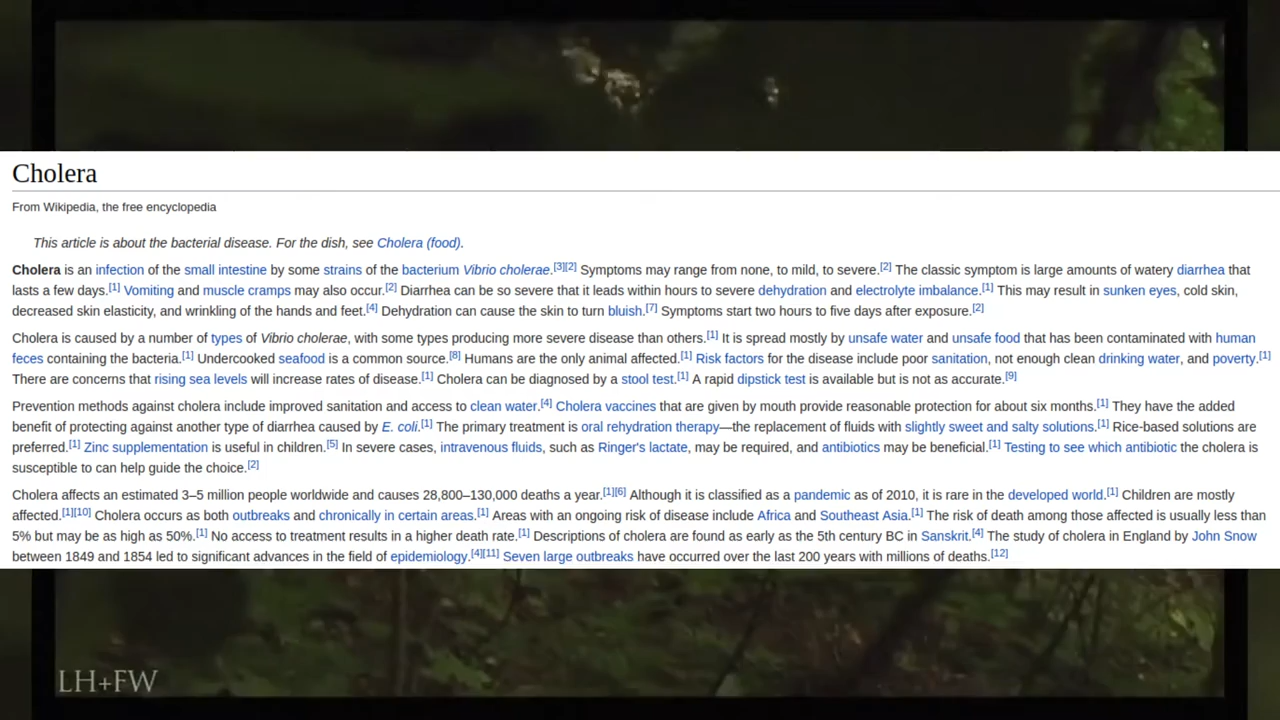 Cholera
From Wikipedia, the free encyclopedia
This article is about the bacterial disease. For the dish, see Cholera (food).
Cholera is an infection of the small intestine by some strains of the bacterium Vibrio cholerae.[3][2] Symptoms may range from none, to mild, to severe.[2] The classic symptom is large amounts of watery diarrhea that
lasts a few days.[1] Vomiting and muscle cramps may also occur.[2] Diarrhea can be so severe that it leads within hours to severe dehydration and electrolyte imbalance.[1] This may result in sunken eyes, cold skin,
decreased skin elasticity, and wrinkling of the hands and feet.[4] Dehydration can cause the skin to turn bluish.[7] Symptoms start two hours to five days after exposure.[2]
Cholera is caused by a number of types of Vibrio cholerae, with some types producing more severe disease than others.[1] It is spread mostly by unsafe water and unsafe food that has been contaminated with human
feces containing the bacteria.[1] Undercooked seafood is a common source.[8] Humans are the only animal affected.[1] Risk factors for the disease include poor sanitation, not enough clean drinking water, and poverty.[1]
There are concerns that rising sea levels will increase rates of disease.[1] Cholera can be diagnosed by a stool test.[1] A rapid dipstick test is available but is not as accurate.[9]
Prevention methods against cholera include improved sanitation and access to clean water.[4] Cholera vaccines that are given by mouth provide reasonable protection for about six months.[1] They have the added
benefit of protecting against another type of diarrhea caused by E. coli.[1] The primary treatment is oral rehydration therapy—the replacement of fluids with slightly sweet and salty solutions.[1] Rice-based solutions are
preferred.[1] Zinc supplementation is useful in children.[5] In severe cases, intravenous fluids, such as Ringer's lactate, may be required, and antibiotics may be beneficial.[1] Testing to see which antibiotic the cholera is
susceptible to can help guide the choice.[2]
Cholera affects an estimated 3–5 million people worldwide and causes 28,800–130,000 deaths a year.[1][6] Although it is classified as a pandemic as of 2010, it is rare in the developed world.[1] Children are mostly
affected.[1][10] Cholera occurs as both outbreaks and chronically in certain areas.[1] Areas with an ongoing risk of disease include Africa and Southeast Asia.[1] The risk of death among those affected is usually less than
5% but may be as high as 50%.[1] No access to treatment results in a higher death rate.[1] Descriptions of cholera are found as early as the 5th century BC in Sanskrit.[4] The study of cholera in England by John Snow
between 1849 and 1854 led to significant advances in the field of epidemiology.[4][11] Seven large outbreaks have occurred over the last 200 years with millions of deaths.[12]
LH+FW